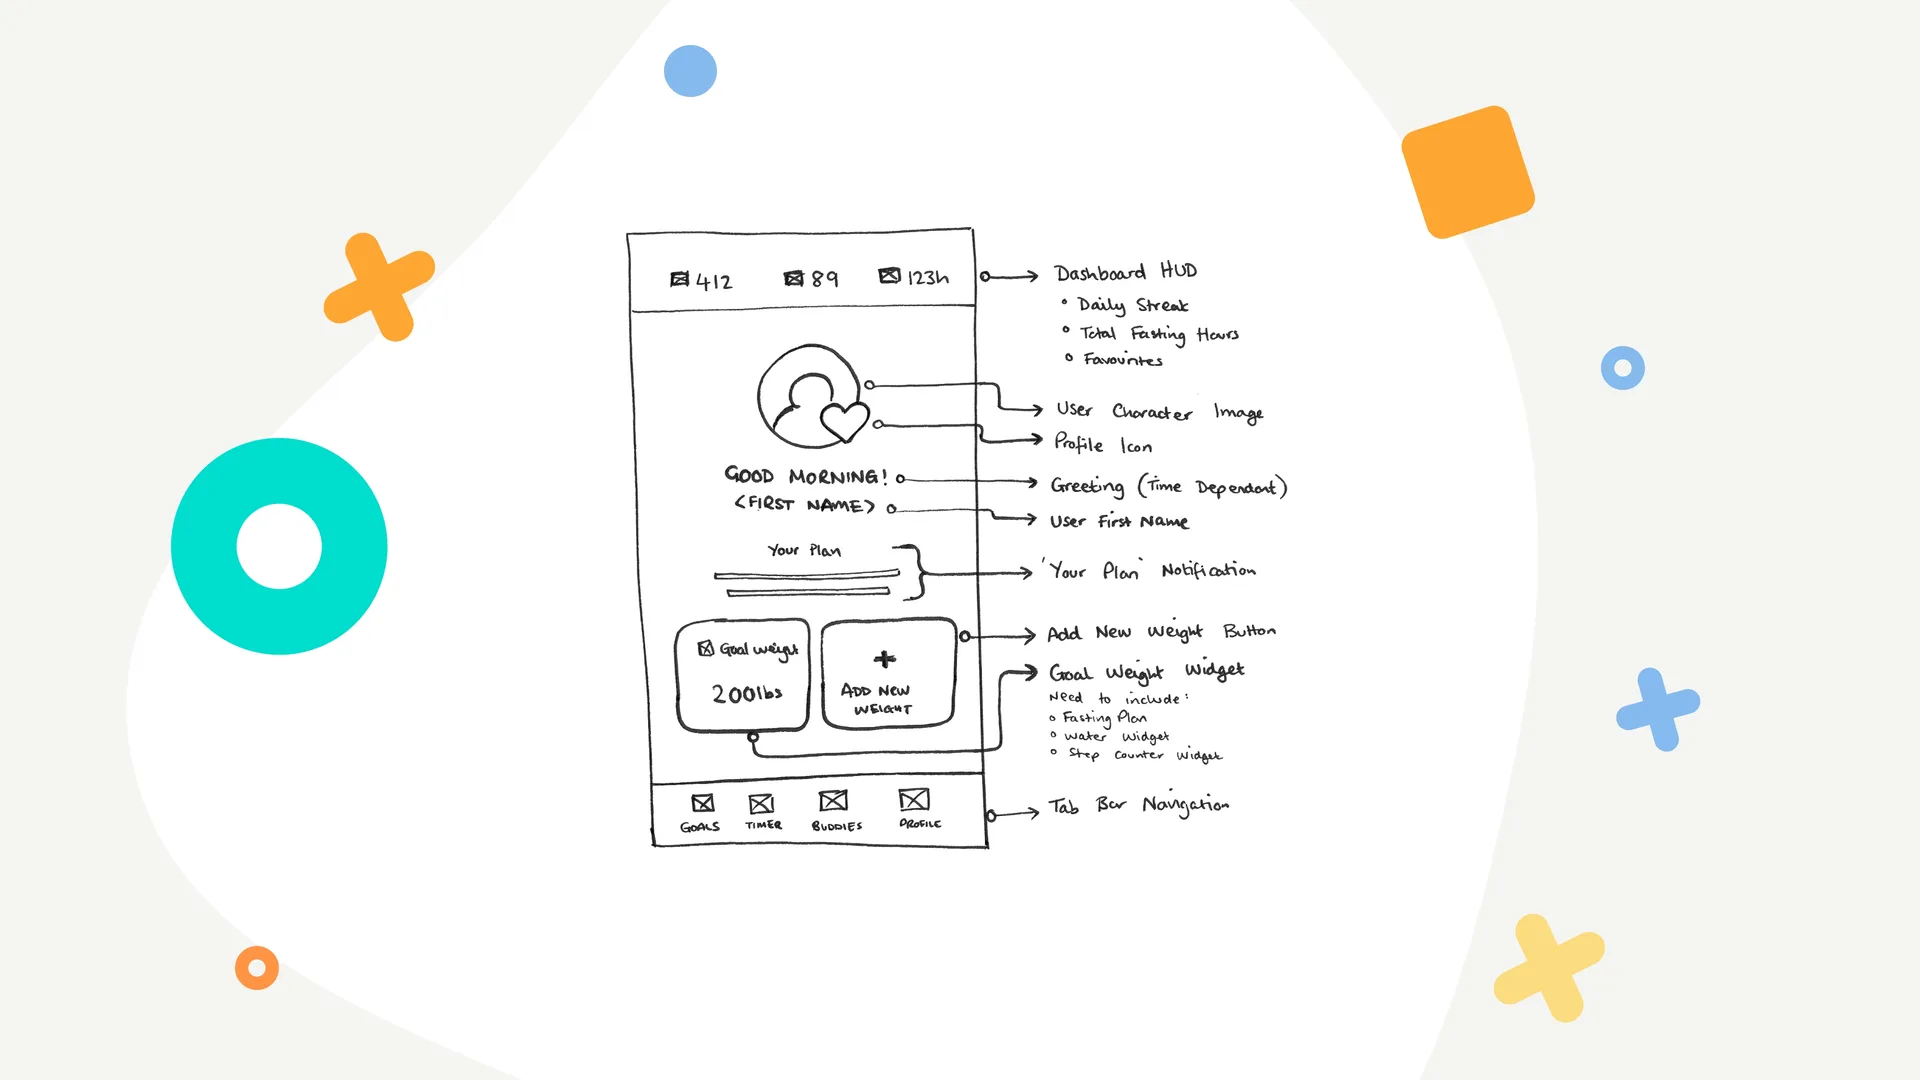 412 89 123h
GOOD MORNING!
<FIRST NAME>
Your Plan
Goal weight
200lbs
+
ADD NEW
WEIGHT
GOALS TIMER BUDDIES PROFILE
Dashboard HUD
• Daily Streak
• Total Fasting Hours
• Favourites
User Character Image
Profile Icon
Greeting (Time Dependant)
User First Name
'Your Plan' Notification
Add New Weight Button
Goal Weight Widget
Need to include:
• Fasting Plan
• Water Widget
• Step Counter Widget
Tab Bar Navigation